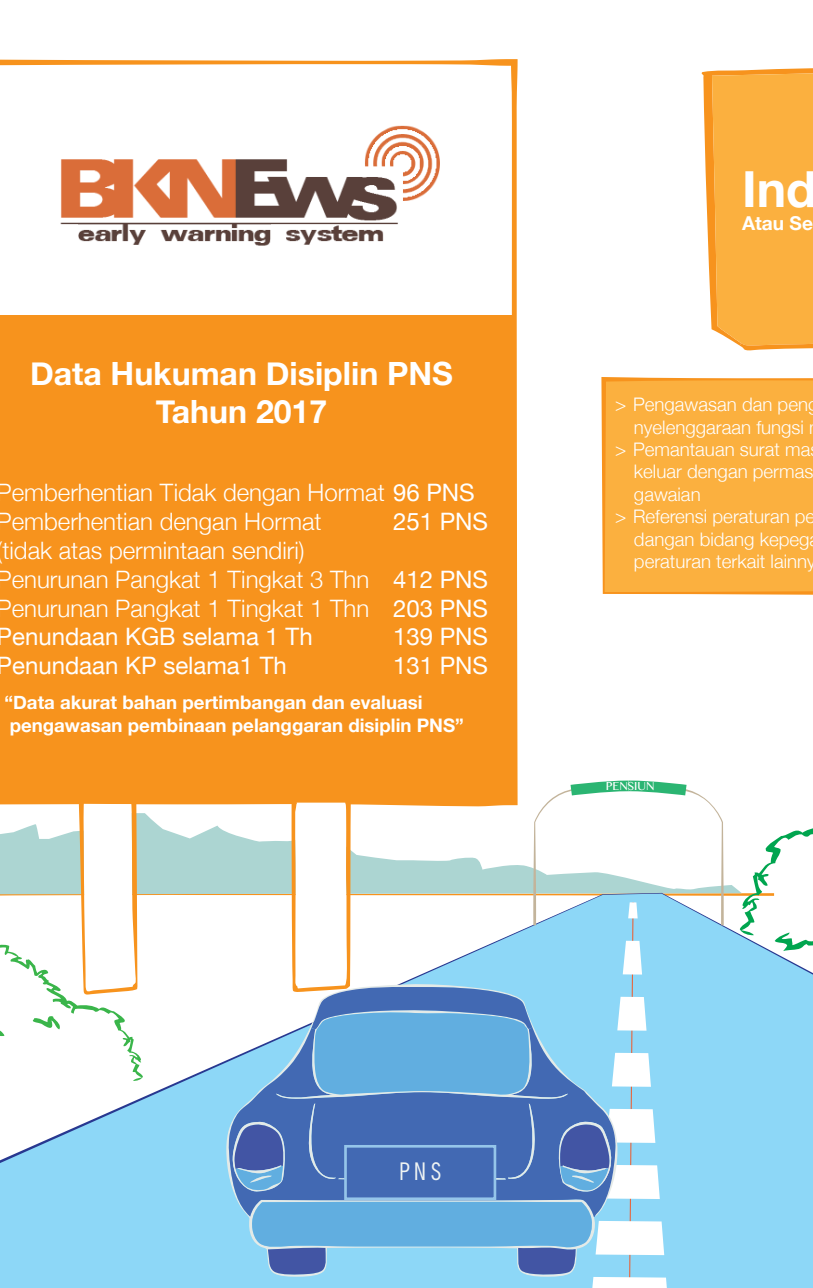 BKNEws
early warning system
Data Hukuman Disiplin PNS
Tahun 2017
Pemberhentian Tidak dengan Hormat 96 PNS
Pemberhentian dengan Hormat 251 PNS
(tidak atas permintaan sendiri)
Penurunan Pangkat 1 Tingkat 3 Thn 412 PNS
Penurunan Pangkat 1 Tingkat 1 Thn 203 PNS
Penundaan KGB selama 1 Th 139 PNS
Penundaan KP selama1 Th 131 PNS
“Data akurat bahan pertimbangan dan evaluasi
pengawasan pembinaan pelanggaran disiplin PNS”
Ind
Atau Se
> Pengawasan dan peng
nyelenggaraan fungsi
> Pemantauan surat mas
keluar dengan permas
gawaian
> Referensi peraturan pe
dangan bidang kepega
peraturan terkait lainny
PENSIUN
PNS